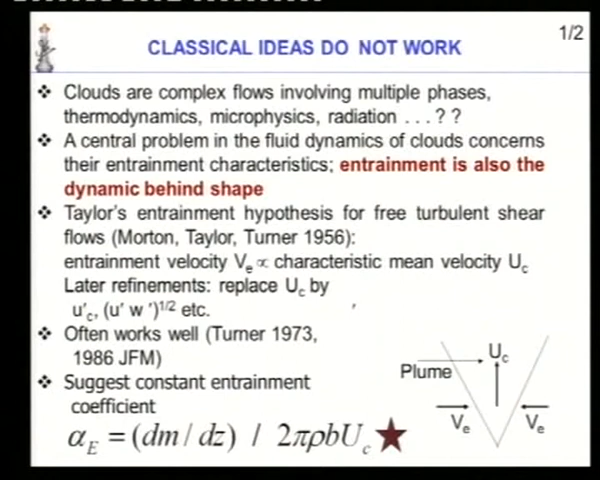 1/2
CLASSICAL IDEAS DO NOT WORK
❖ Clouds are complex flows involving multiple phases,
thermodynamics, microphysics, radiation . . . ? ?
❖ A central problem in the fluid dynamics of clouds concerns
their entrainment characteristics; entrainment is also the
dynamic behind shape
❖ Taylor's entrainment hypothesis for free turbulent shear
flows (Morton, Taylor, Turner 1956):
entrainment velocity Vₑ ∝ characteristic mean velocity U_c
Later refinements: replace U_c by
u'_c, (u' w ')^1/2 etc.
❖ Often works well (Turner 1973,
1986 JFM)
❖ Suggest constant entrainment
coefficient
α_E = (dm / dz) / 2πρbU_c ★
U_c
Plume
Vₑ Vₑ